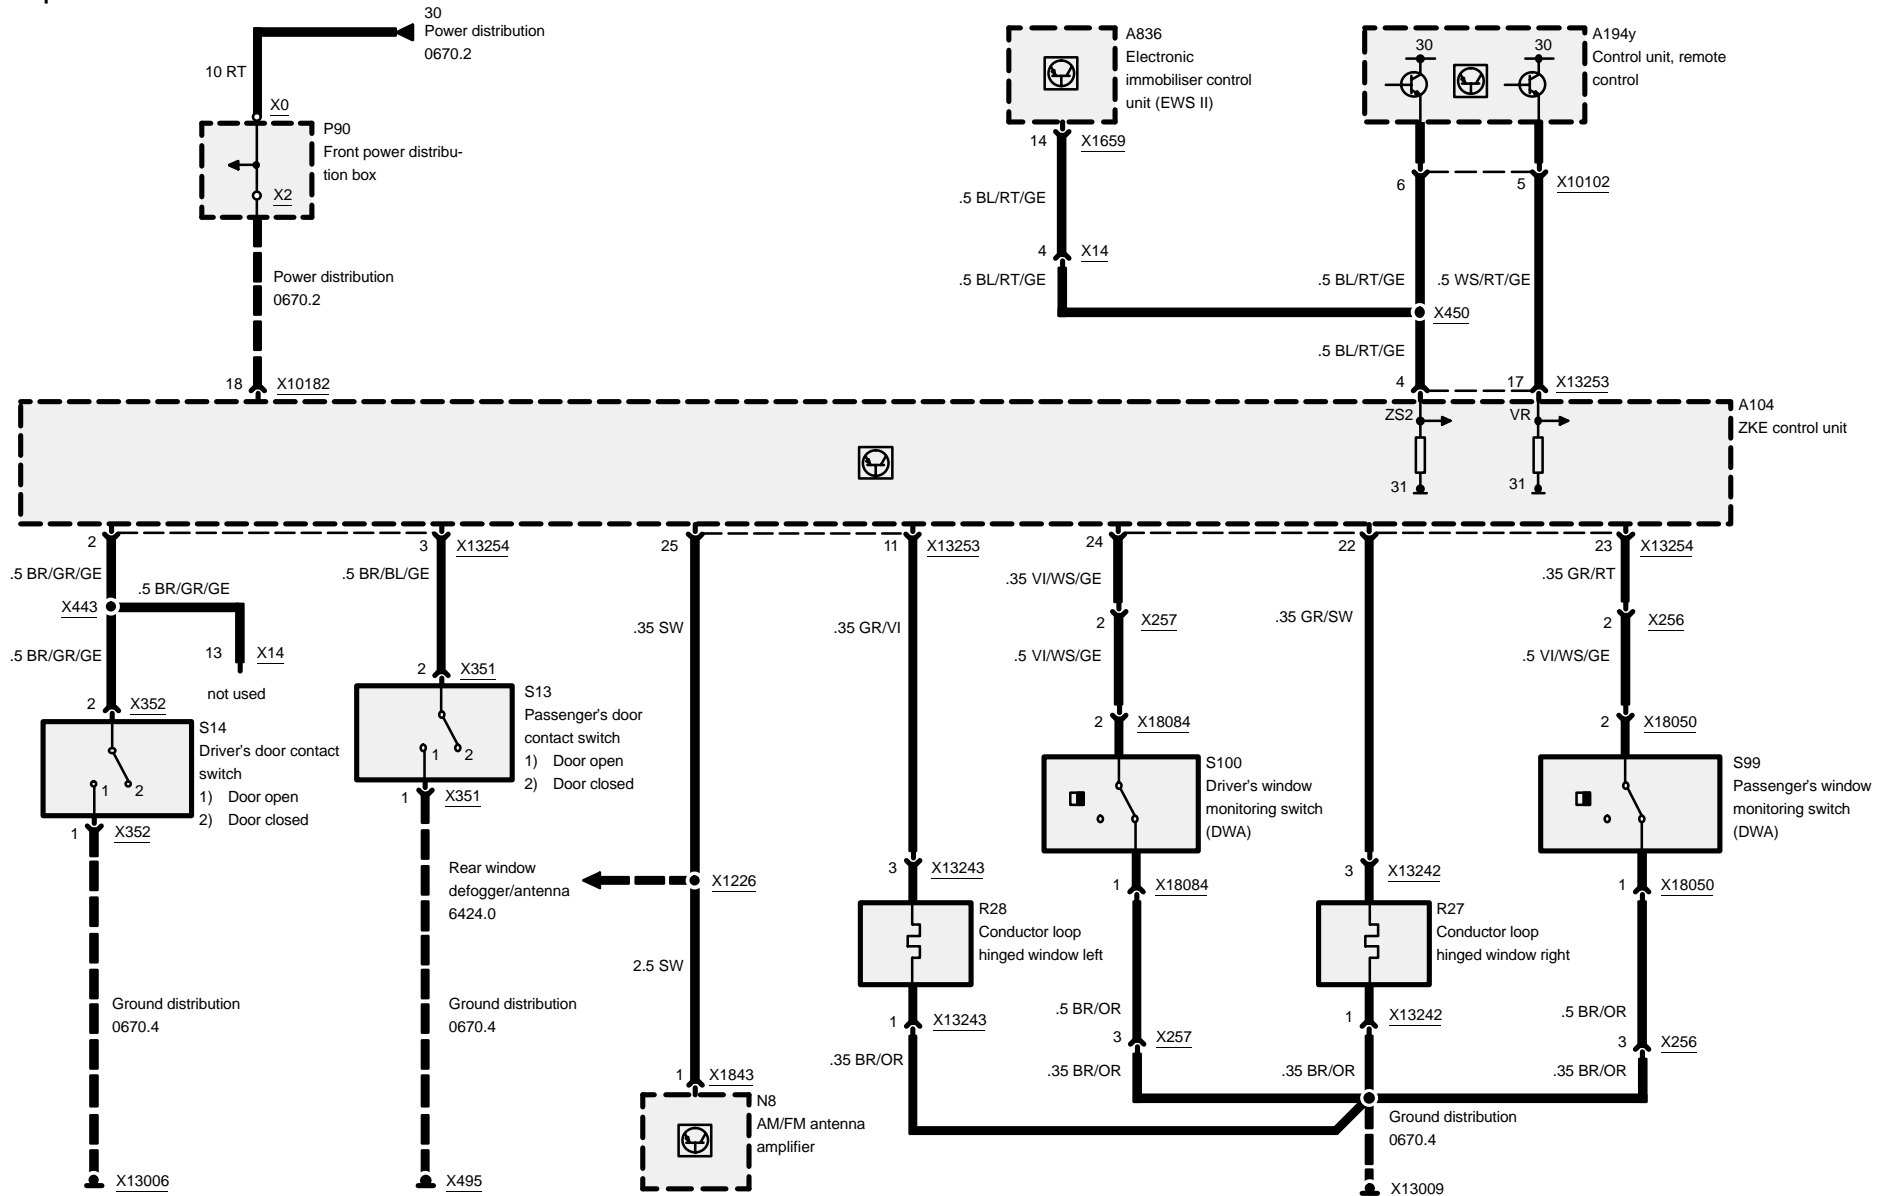 30
Power distribution
0670.2
10 RT
X0
P90
Front power distribu-
tion box
X2
Power distribution
0670.2
18
X10182
A836
Electronic
immobiliser control
unit (EWS II)
14
X1659
.5 BL/RT/GE
4
X14
.5 BL/RT/GE
30
30
A194y
Control unit, remote
control
6
5
X10102
.5 BL/RT/GE
.5 WS/RT/GE
X450
.5 BL/RT/GE
4
17
X13253
ZS2
VR
31
31
A104
ZKE control unit
2
3
X13254
25
11
X13253
24
22
23
X13254
.5 BR/GR/GE
X443
.5 BR/GR/GE
.5 BR/GR/GE
13
X14
not used
2
X352
S14
Driver's door contact
switch
1) Door open
2) Door closed
1
2
1
X352
Ground distribution
0670.4
X13006
.5 BR/BL/GE
2
X351
S13
Passenger's door
contact switch
1) Door open
2) Door closed
1
2
1
X351
Ground distribution
0670.4
X495
.35 SW
Rear window
defogger/antenna
6424.0
X1226
2.5 SW
1
X1843
N8
AM/FM antenna
amplifier
.35 GR/VI
3
X13243
R28
Conductor loop
hinged window left
1
X13243
.35 BR/OR
.35 VI/WS/GE
2
X257
.5 VI/WS/GE
2
X18084
S100
Driver's window
monitoring switch
(DWA)
1
X18084
.5 BR/OR
3
X257
.35 BR/OR
.35 GR/SW
3
X13242
R27
Conductor loop
hinged window right
1
X13242
.35 BR/OR
Ground distribution
0670.4
X13009
.35 GR/RT
2
X256
.5 VI/WS/GE
2
X18050
S99
Passenger's window
monitoring switch
(DWA)
1
X18050
.5 BR/OR
3
X256
.35 BR/OR